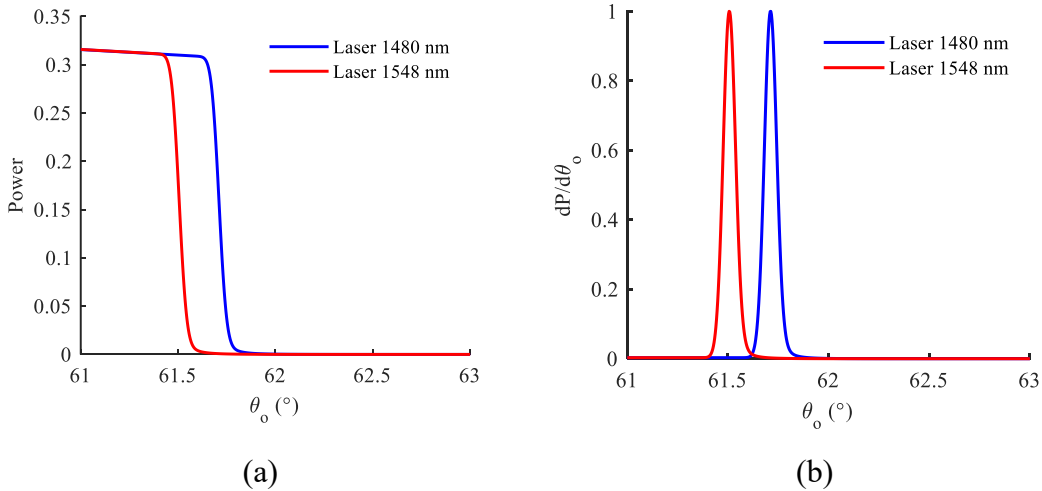 0.35
0.3
0.25
0.2
0.15
0.1
0.05
0
Power
61
61.5
62
62.5
63
θo (°)
Laser 1480 nm
Laser 1548 nm
(a)
1
0.8
0.6
0.4
0.2
0
dP/dθo
61
61.5
62
62.5
63
θo (°)
Laser 1480 nm
Laser 1548 nm
(b)